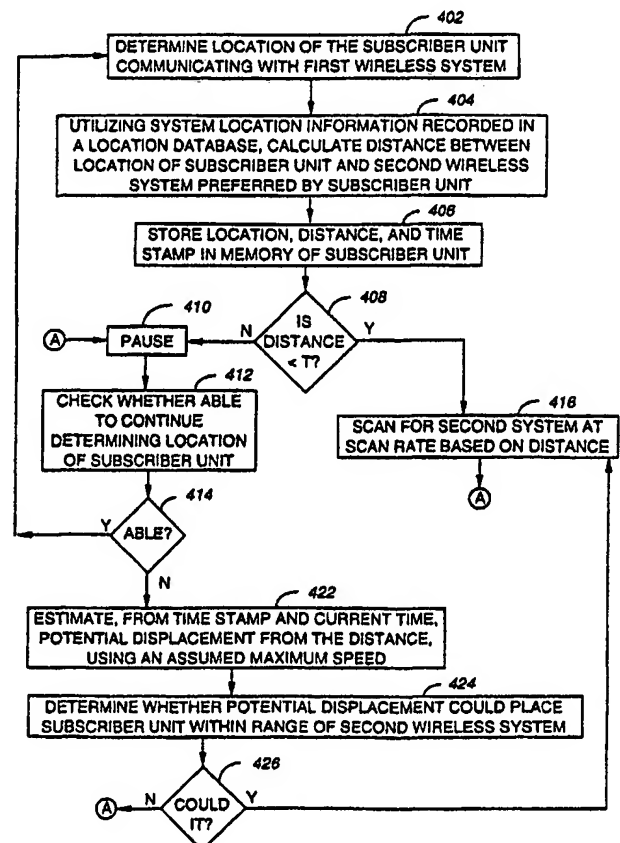 402
DETERMINE LOCATION OF THE SUBSCRIBER UNIT
COMMUNICATING WITH FIRST WIRELESS SYSTEM
404
UTILIZING SYSTEM LOCATION INFORMATION RECORDED IN
A LOCATION DATABASE, CALCULATE DISTANCE BETWEEN
LOCATION OF SUBSCRIBER UNIT AND SECOND WIRELESS
SYSTEM PREFERRED BY SUBSCRIBER UNIT
406
STORE LOCATION, DISTANCE, AND TIME
STAMP IN MEMORY OF SUBSCRIBER UNIT
408
IS
DISTANCE
< T?
N
Y
410
A
PAUSE
412
CHECK WHETHER ABLE
TO CONTINUE
DETERMINING LOCATION
OF SUBSCRIBER UNIT
416
SCAN FOR SECOND SYSTEM AT
SCAN RATE BASED ON DISTANCE
A
414
Y
ABLE?
N
422
ESTIMATE, FROM TIME STAMP AND CURRENT TIME,
POTENTIAL DISPLACEMENT FROM THE DISTANCE,
USING AN ASSUMED MAXIMUM SPEED
424
DETERMINE WHETHER POTENTIAL DISPLACEMENT COULD PLACE
SUBSCRIBER UNIT WITHIN RANGE OF SECOND WIRELESS SYSTEM
426
A
N
COULD
IT?
Y